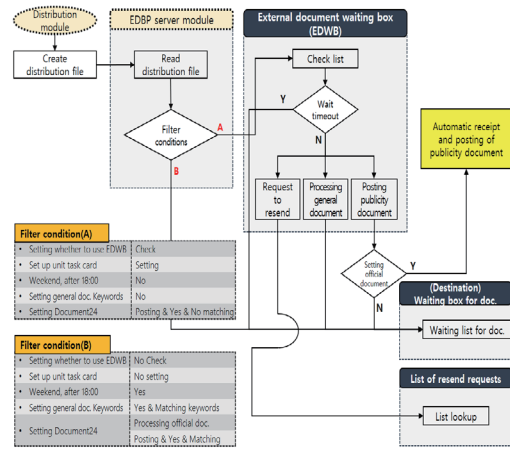 Distribution
module
EDBP server module
External document waiting box
(EDWB)
Create
distribution file
Read
distribution file
Check list
Y
Wait
timeout
Filter
conditions
A
B
N
Automatic receipt
and posting of
publicity document
Request
to
resend
Processing
general
document
Posting
publicity
document
Setting
official
document
Y
N
Filter condition(A)
• Setting whether to use EDWB Check
• Set up unit task card Setting
• Weekend, after 18:00 No
• Setting general doc. Keywords No
• Setting Document24 Posting & Yes & No matching
(Destination)
Waiting box for doc.
Waiting list for doc.
Filter condition(B)
• Setting whether to use EDWB No Check
• Set up unit task card No setting
• Weekend, after 18:00 Yes
• Setting general doc. Keywords Yes & Matching keywords
• Setting Document24 Processing official doc.
Posting & Yes & Matching
List of resend requests
List lookup